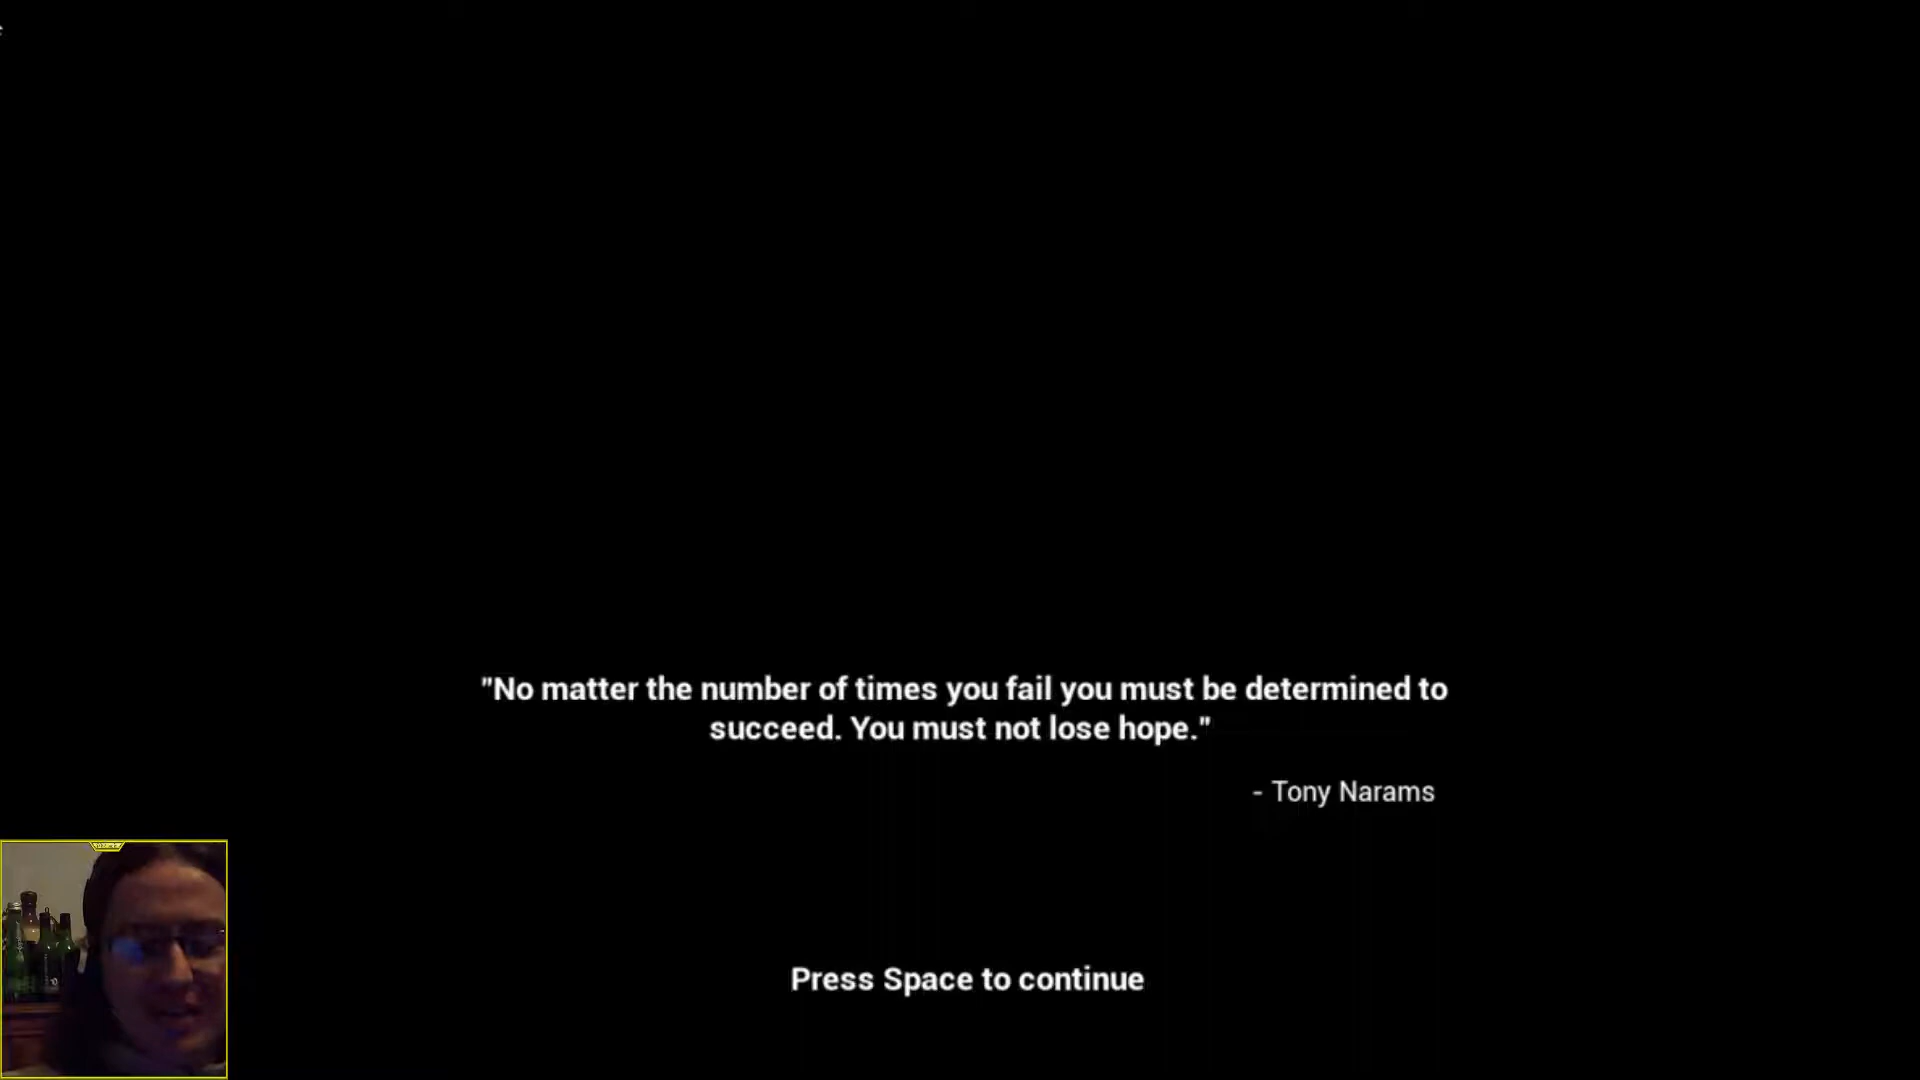 "No matter the number of times you fail you must be determined to
succeed. You must not lose hope."
- Tony Narams
Press Space to continue